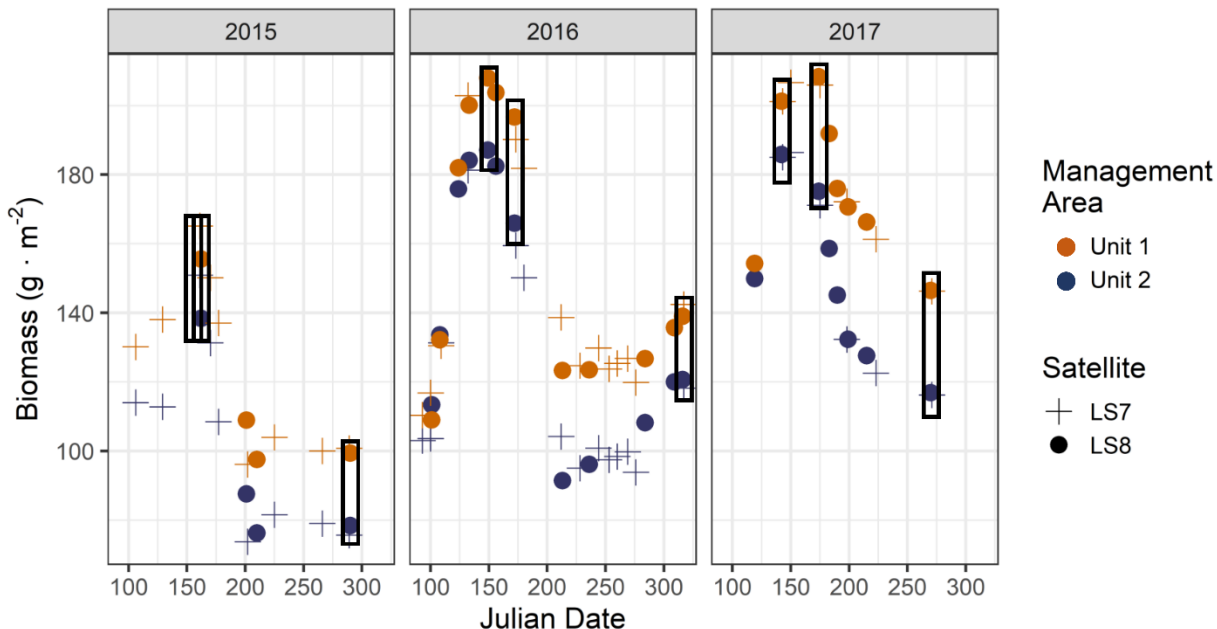 2015 2016 2017
180
140
100
Biomass (g · m⁻²)
100 150 200 250 300 100 150 200 250 300 100 150 200 250 300
Julian Date
Management
Area
Unit 1
Unit 2
Satellite
LS7
LS8